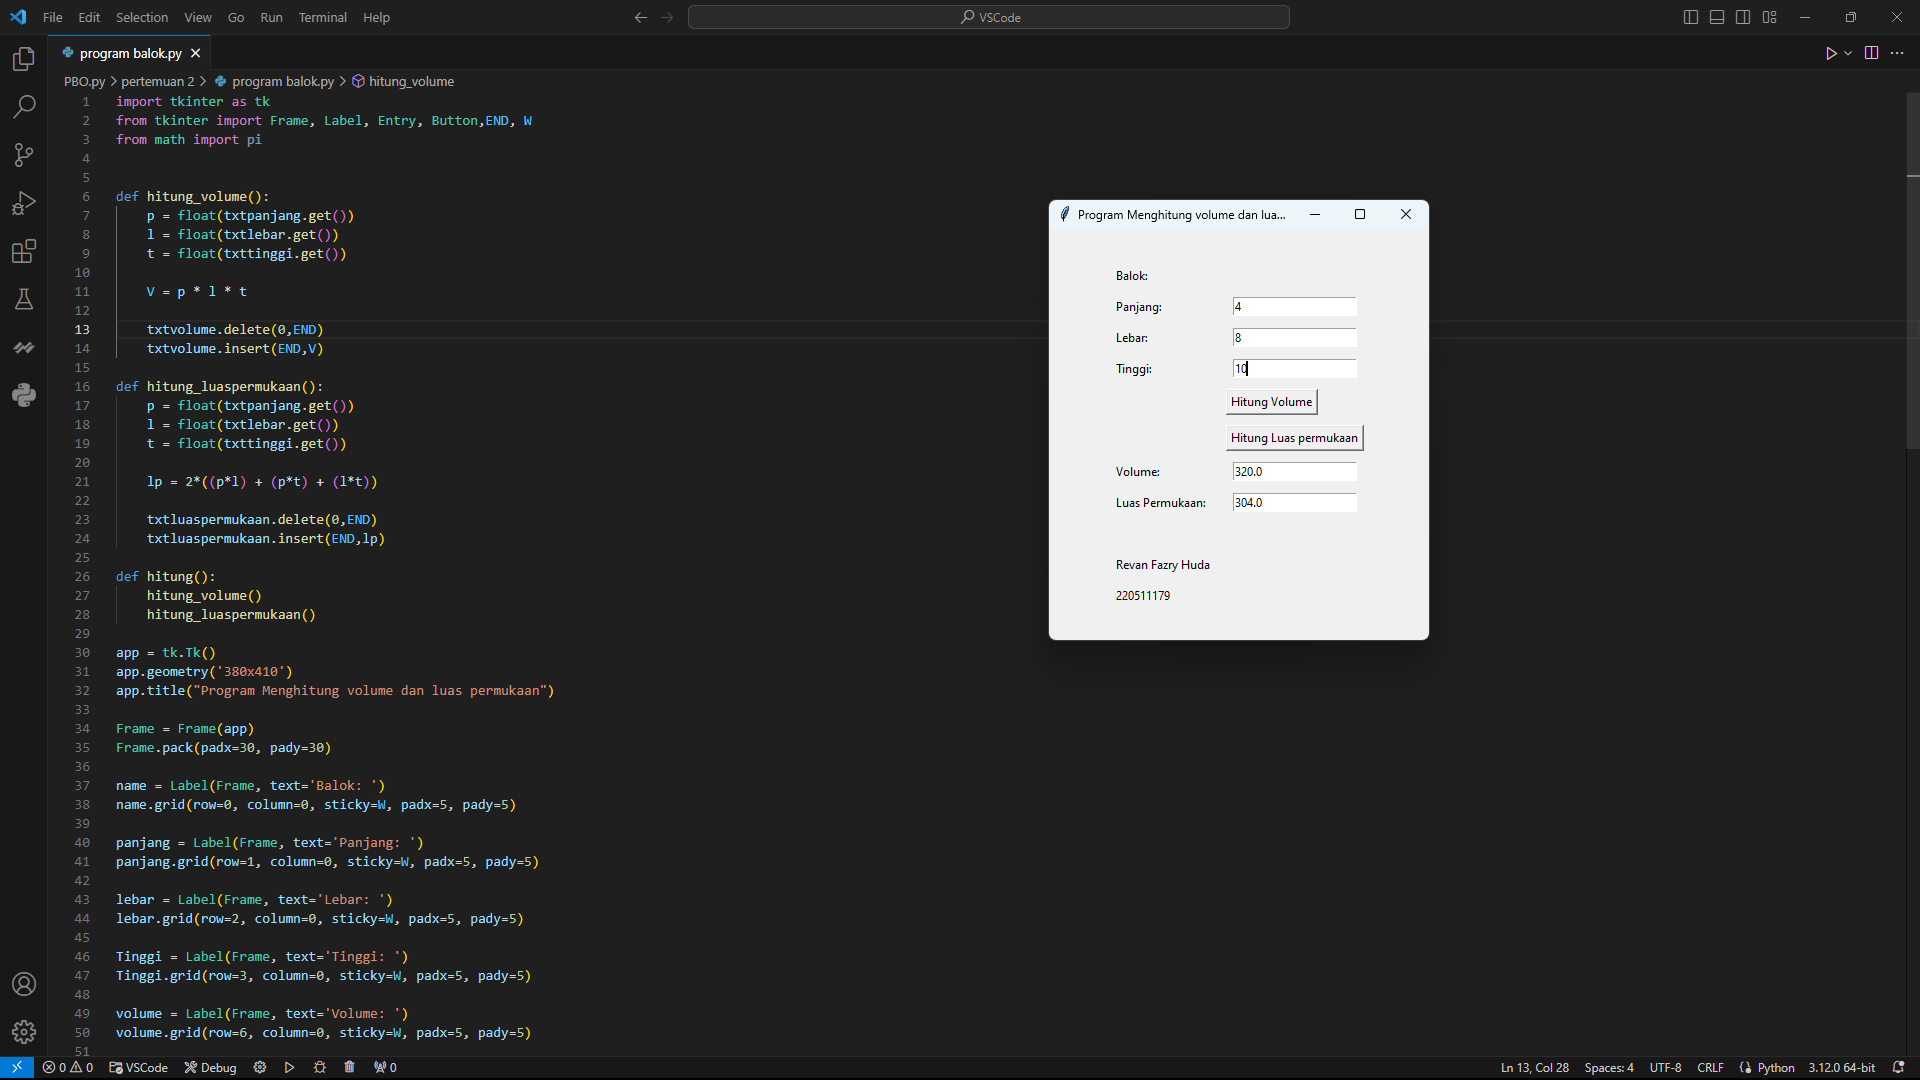 File Edit Selection View Go Run Terminal Help
VSCode
program balok.py
PBO.py > pertemuan 2 > program balok.py > hitung_volume
1 import tkinter as tk
2 from tkinter import Frame, Label, Entry, Button,END, W
3 from math import pi
4
5
6 def hitung_volume():
7     p = float(txtpanjang.get())
8     l = float(txtlebar.get())
9     t = float(txttinggi.get())
10
11     V = p * l * t
12
13     txtvolume.delete(0,END)
14     txtvolume.insert(END,V)
15
16 def hitung_luaspermukaan():
17     p = float(txtpanjang.get())
18     l = float(txtlebar.get())
19     t = float(txttinggi.get())
20
21     lp = 2*((p*l) + (p*t) + (l*t))
22
23     txtluaspermukaan.delete(0,END)
24     txtluaspermukaan.insert(END,lp)
25
26 def hitung():
27     hitung_volume()
28     hitung_luaspermukaan()
29
30 app = tk.Tk()
31 app.geometry('380x410')
32 app.title("Program Menghitung volume dan luas permukaan")
33
34 Frame = Frame(app)
35 Frame.pack(padx=30, pady=30)
36
37 name = Label(Frame, text='Balok: ')
38 name.grid(row=0, column=0, sticky=W, padx=5, pady=5)
39
40 panjang = Label(Frame, text='Panjang: ')
41 panjang.grid(row=1, column=0, sticky=W, padx=5, pady=5)
42
43 lebar = Label(Frame, text='Lebar: ')
44 lebar.grid(row=2, column=0, sticky=W, padx=5, pady=5)
45
46 Tinggi = Label(Frame, text='Tinggi: ')
47 Tinggi.grid(row=3, column=0, sticky=W, padx=5, pady=5)
48
49 volume = Label(Frame, text='Volume: ')
50 volume.grid(row=6, column=0, sticky=W, padx=5, pady=5)
51
Program Menghitung volume dan lua...
Balok:
Panjang: 4
Lebar: 8
Tinggi: 10
Hitung Volume
Hitung Luas permukaan
Volume: 320.0
Luas Permukaan: 304.0
Revan Fazry Huda
220511179
0 0 VSCode Debug 0 Ln 13, Col 28 Spaces: 4 UTF-8 CRLF Python 3.12.0 64-bit